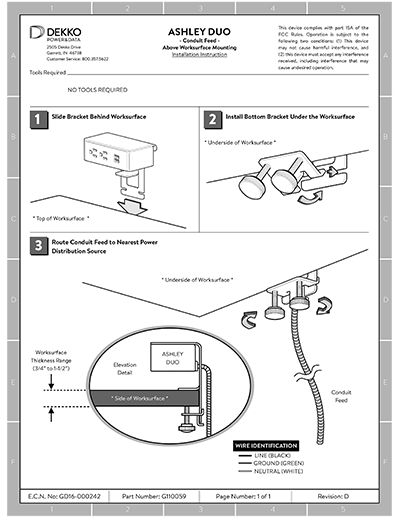 1 2 3 4
DEKKO
POWER&DATA
2505 Dekko Drive
Garrett, IN 46738
Customer Service: 800.357.5622
ASHLEY DUO
- Conduit Feed -
Above Worksurface Mounting
Installation Instruction
This device complies with part 15A of the
FCC Rules. Operation is subject to the
following two conditions: (1) This device
may not cause harmful interference, and
(2) this device must accept any interference
received, including interference that may
cause undesired operation.
Tools Required
NO TOOLS REQUIRED
1 Slide Bracket Behind Worksurface
* Top of Worksurface *
2 Install Bottom Bracket Under the Worksurface
* Underside of Worksurface *
3 Route Conduit Feed to Nearest Power
Distribution Source
* Underside of Worksurface *
Worksurface
Thickness Range
(3/4" to 1-1/2")
Elevation
Detail
ASHLEY
DUO
* Side of Worksurface *
Conduit
Feed
WIRE IDENTIFICATION
LINE (BLACK)
GROUND (GREEN)
NEUTRAL (WHITE)
E.C.N. No: GD16-000242
Part Number: G110059
Page Number: 1 of 1
Revision: D
A A
B B
C C
D D
E E
F F
1 2 3 4